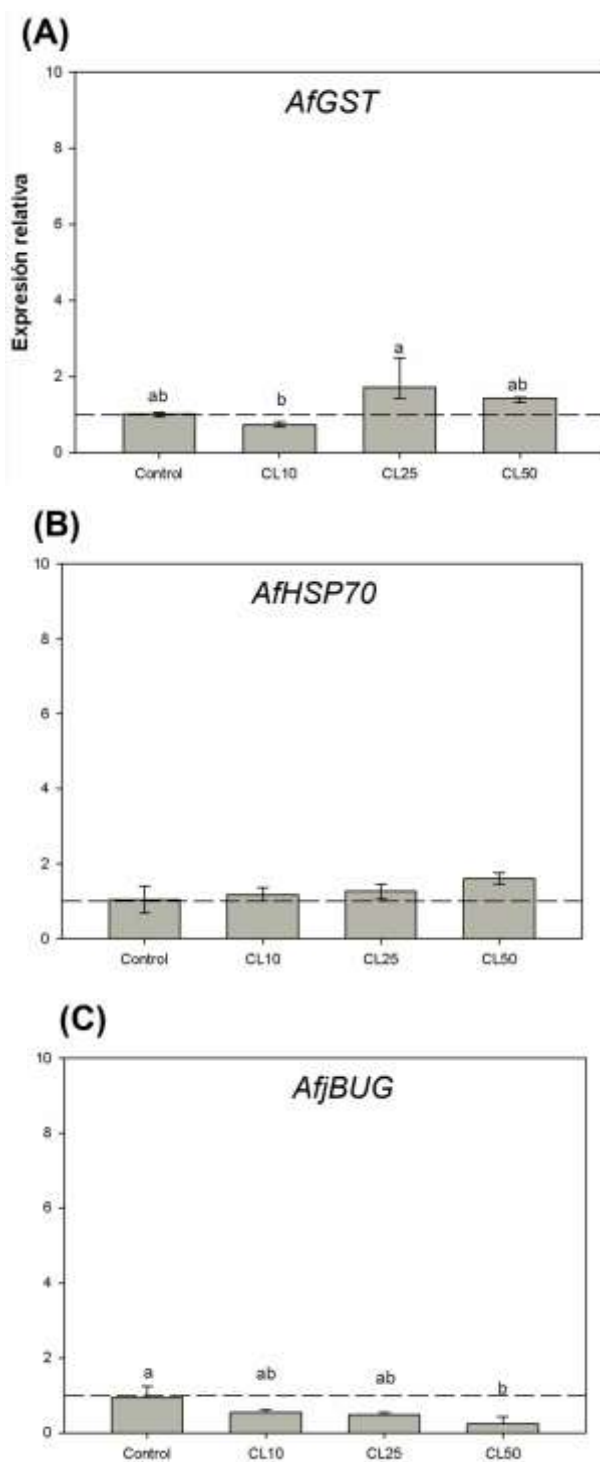 (A)
AfGST
Expresión relativa
10
8
6
4
2
0
ab
b
a
ab
Control
CL10
CL25
CL50
(B)
AfHSP70
10
8
6
4
2
0
Control
CL10
CL25
CL50
(C)
AfjBUG
10
8
6
4
2
0
a
ab
ab
b
Control
CL10
CL25
CL50